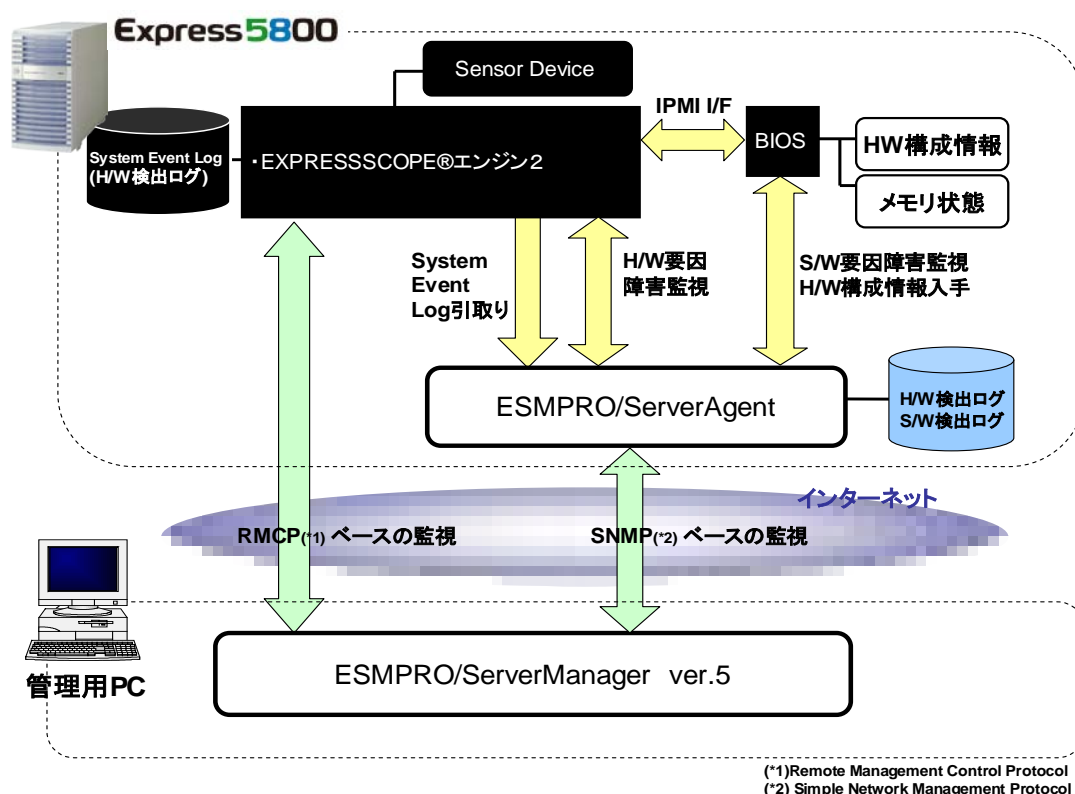 Express5800
Sensor Device
IPMI I/F
System Event Log
(H/W検出ログ)
・EXPRESSSCOPE®エンジン2
BIOS
HW構成情報
メモリ状態
System
Event
Log引取り
H/W要因
障害監視
S/W要因障害監視
H/W構成情報入手
ESMPRO/ServerAgent
H/W検出ログ
S/W検出ログ
インターネット
RMCP(*1) ベースの監視
SNMP(*2) ベースの監視
管理用PC
ESMPRO/ServerManager ver.5
(*1)Remote Management Control Protocol
(*2) Simple Network Management Protocol